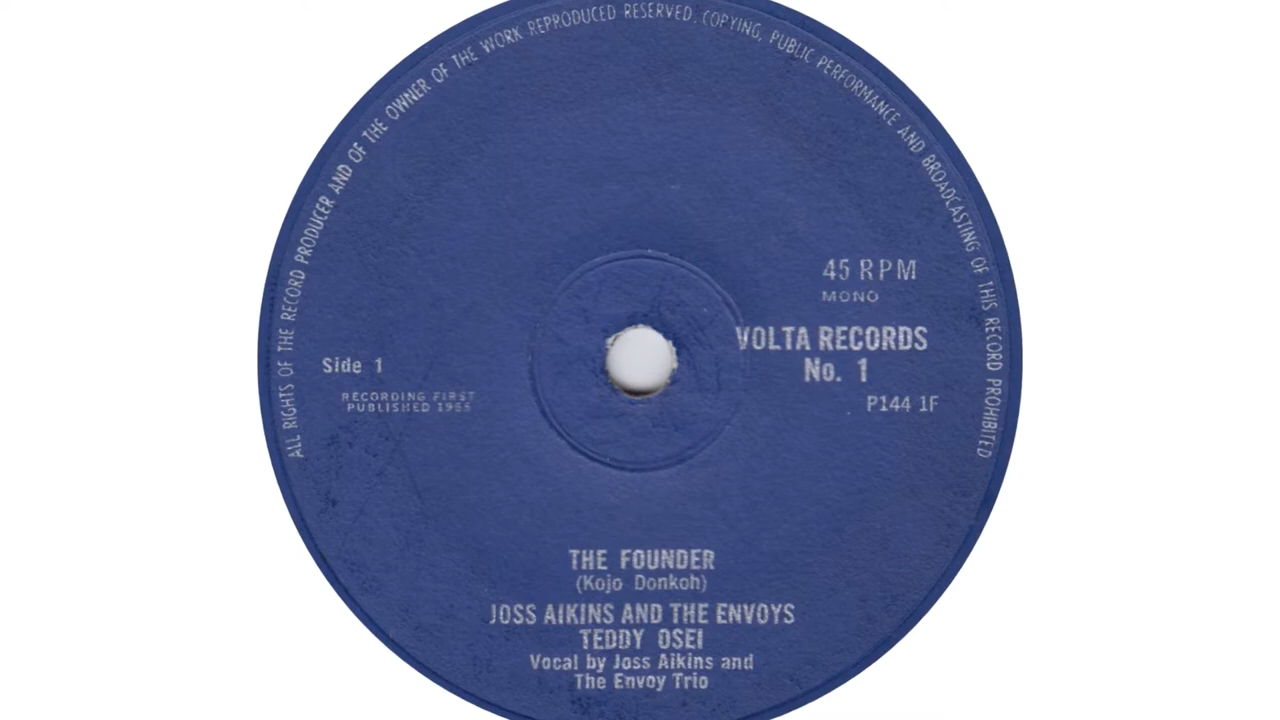 ALL RIGHTS OF THE RECORD PRODUCER AND OF THE OWNER OF THE WORK REPRODUCED RESERVED. COPYING, PUBLIC PERFORMANCE AND BROADCASTING OF THIS RECORD PROHIBITED
45 RPM
MONO
VOLTA RECORDS
No. 1
P144 1F
Side 1
RECORDING FIRST
PUBLISHED
THE FOUNDER
(Kojo Donkoh)
JOSS AIKINS AND THE ENVOYS
TEDDY OSEI
Vocal by Joss Aikins and
The Envoy Trio